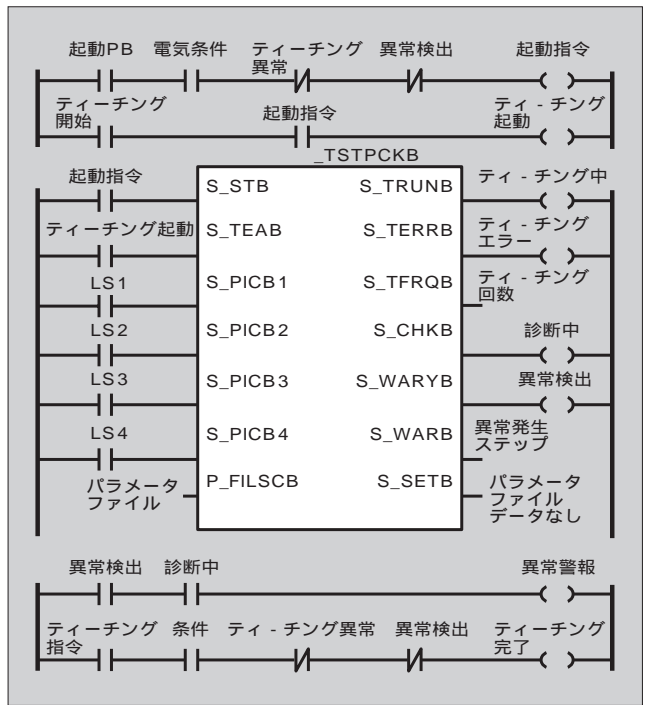 起動PB 電気条件 ティーチング 異常検出 起動指令
異常
ティーチング ティ - チング
開始 起動指令 起動
_TSTPCKB
起動指令 S_STB S_TRUNB ティ - チング中
ティーチング起動 S_TEAB S_TERRB ティ - チング
エラー
LS1 S_PICB1 S_TFRQB ティ - チング
回数
LS2 S_PICB2 S_CHKB 診断中
LS3 S_PICB3 S_WARYB 異常検出
LS4 S_PICB4 S_WARB 異常発生
ステップ
パラメータ P_FILSCB S_SETB パラメータ
ファイル ファイル
データなし
異常検出 診断中 異常警報
ティーチング 条件 ティ - チング異常 異常検出 ティーチング
指令 完了